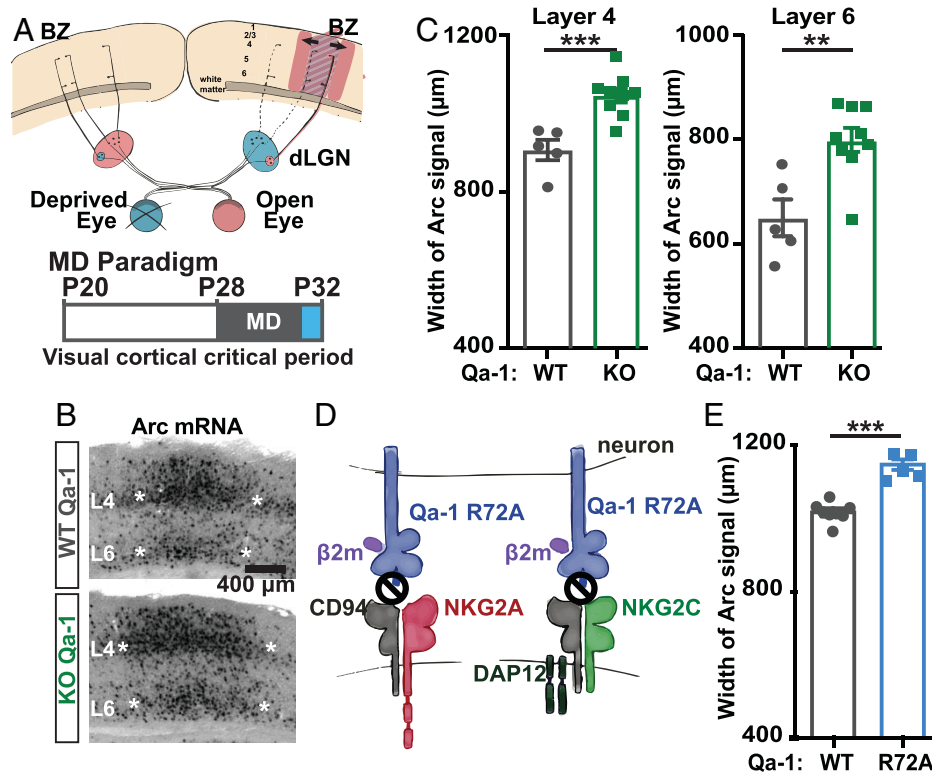 A
BZ
BZ
1
2/3
4
5
6
white
matter
dLGN
Deprived
Eye
Open
Eye
MD Paradigm
P20
P28
P32
MD
Visual cortical critical period
B
Arc mRNA
WT Qa-1
L4
*
*
L6
*
*
400 µm
KO Qa-1
L4
*
*
L6
*
*
C
Layer 4
***
Width of Arc signal (µm)
1200
800
400
Qa-1: WT KO
Layer 6
**
Width of Arc signal (µm)
1000
800
600
400
Qa-1: WT KO
D
neuron
Qa-1 R72A
Qa-1 R72A
β2m
β2m
CD94
NKG2A
NKG2C
DAP12
E
***
Width of Arc signal (µm)
1200
800
400
Qa-1: WT R72A